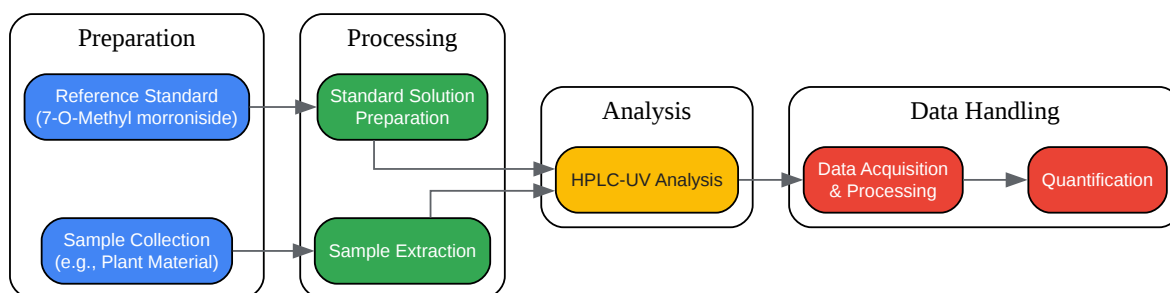 Preparation
Reference Standard
(7-O-Methyl morroniside)
Sample Collection
(e.g., Plant Material)
Processing
Standard Solution
Preparation
Sample Extraction
Analysis
HPLC-UV Analysis
Data Handling
Data Acquisition
& Processing
Quantification